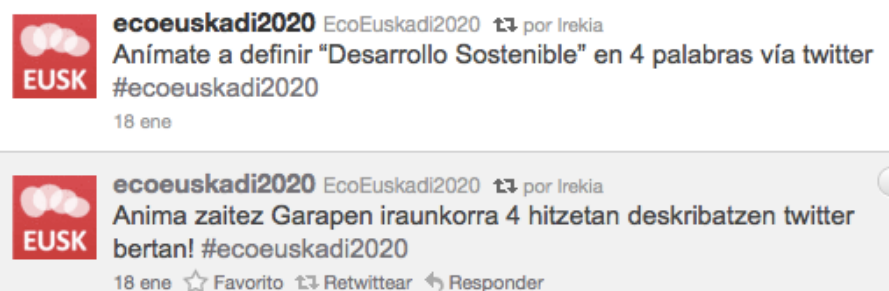 ecoeuskadi2020 EcoEuskadi2020 por Irekia
Anímate a definir “Desarrollo Sostenible” en 4 palabras vía twitter
#ecoeuskadi2020
18 ene
EUSK
ecoeuskadi2020 EcoEuskadi2020 por Irekia
Anima zaitez Garapen iraunkorra 4 hitzetan deskribatzen twitter
bertan! #ecoeuskadi2020
18 ene Favorito Retwittear Responder
EUSK